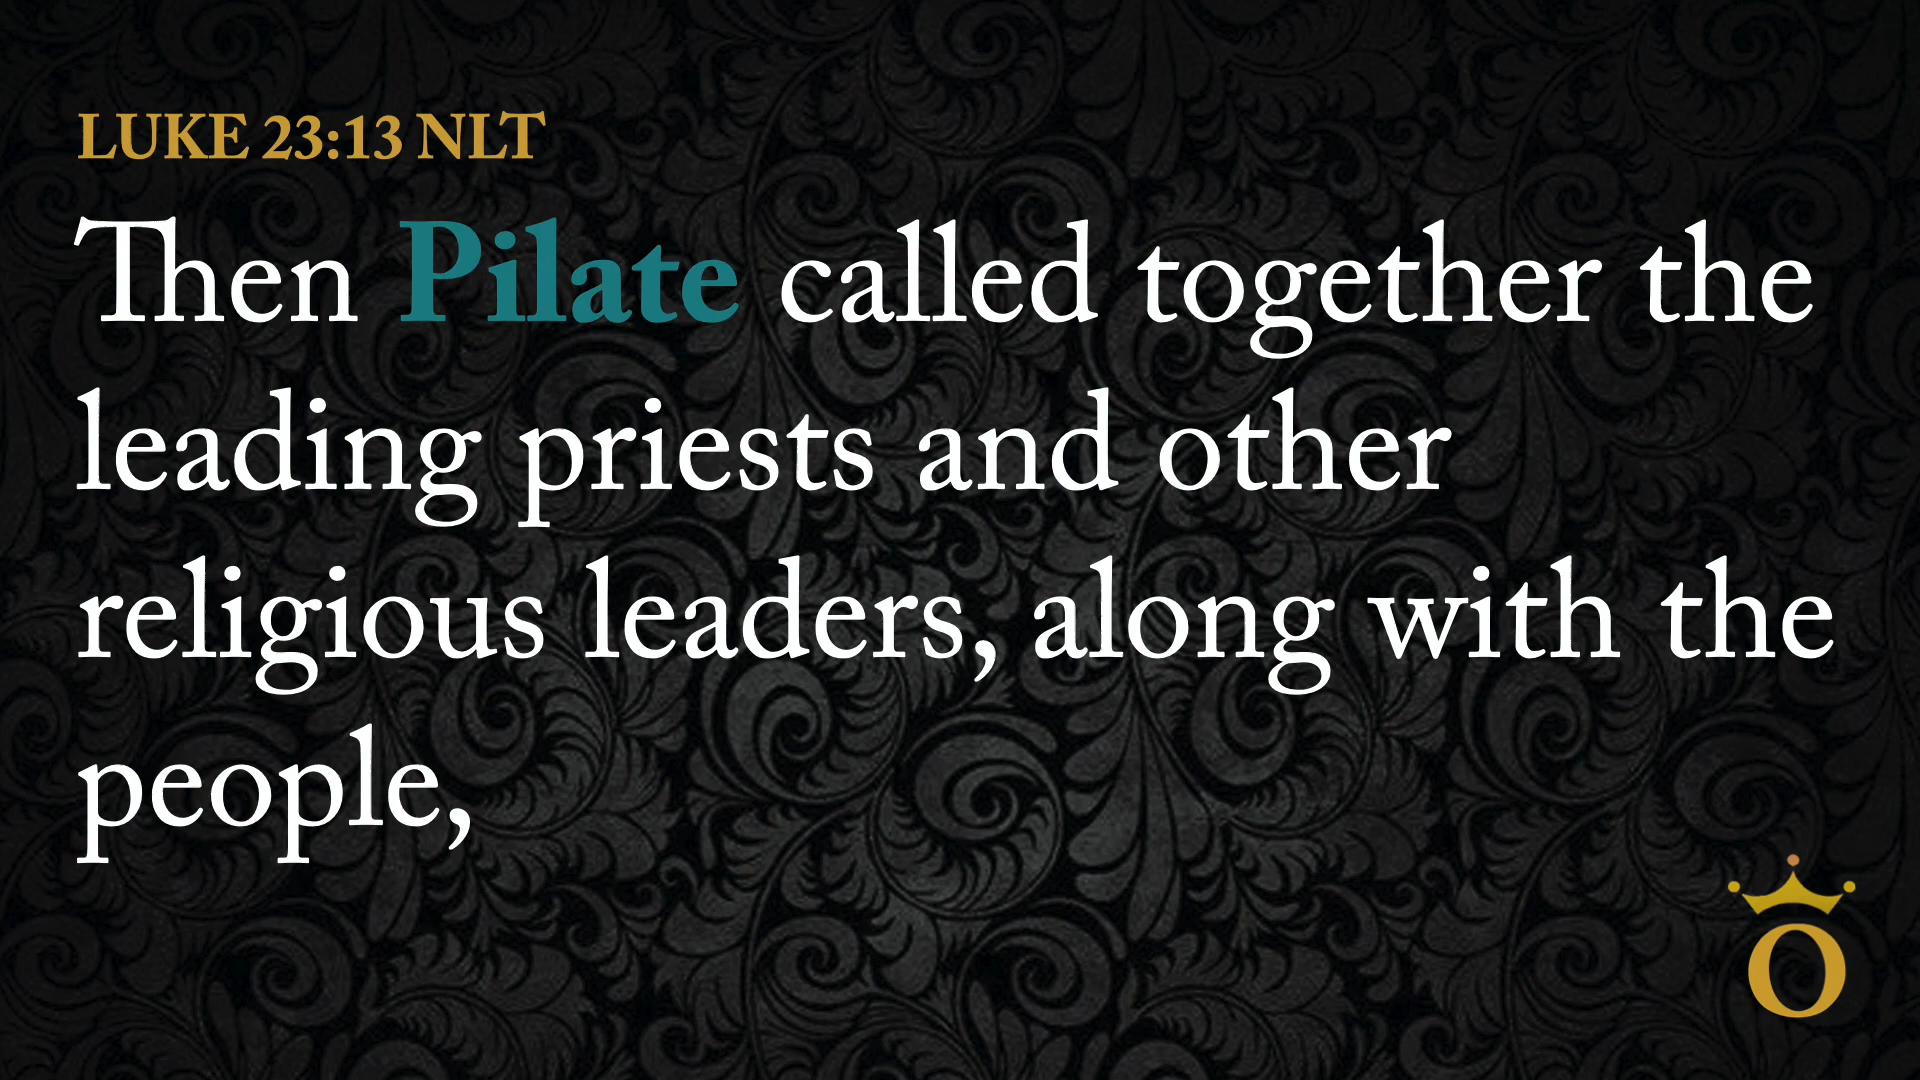 LUKE 23:13 NLT
Then Pilate called together the
leading priests and other
religious leaders, along with the
people,
O